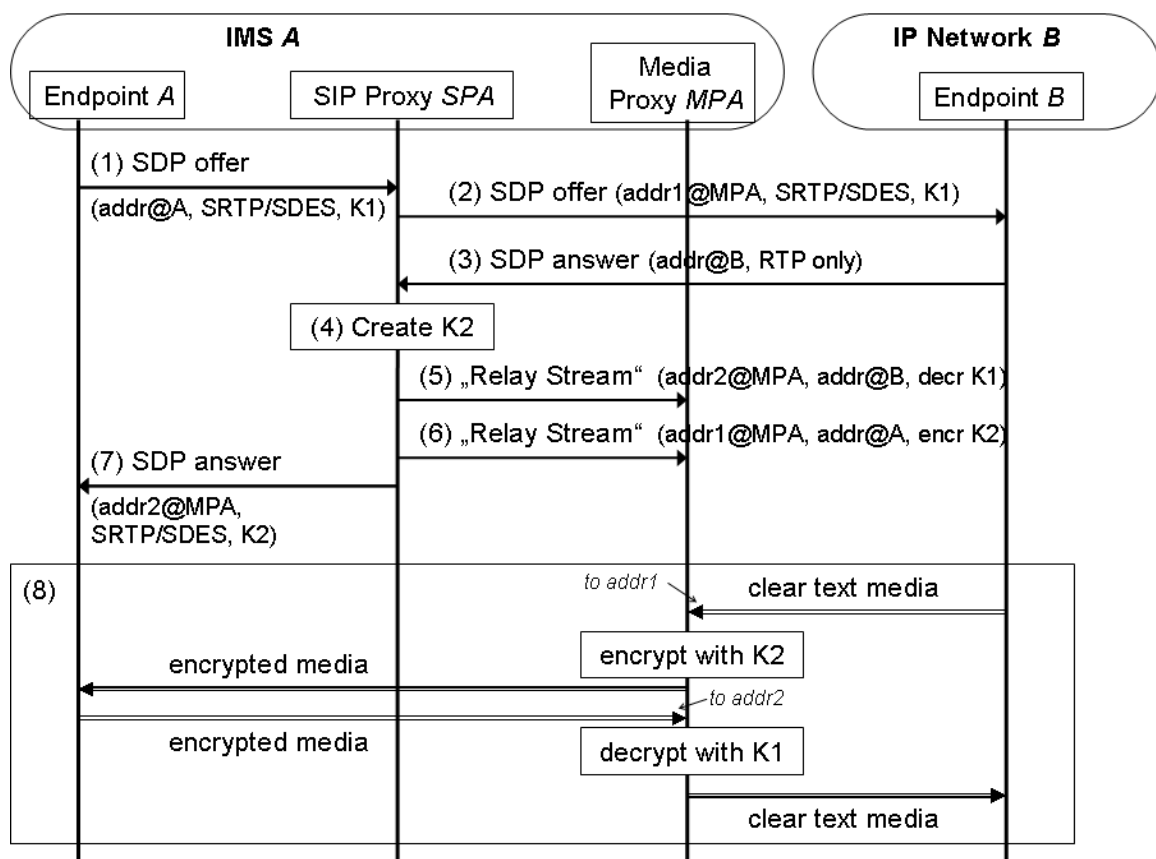 IMS A
IP Network B
Endpoint A
SIP Proxy SPA
Media
Proxy MPA
Endpoint B
(1) SDP offer
(addr@A, SRTP/SDES, K1)
(2) SDP offer (addr1@MPA, SRTP/SDES, K1)
(3) SDP answer (addr@B, RTP only)
(4) Create K2
(5) „Relay Stream“ (addr2@MPA, addr@B, decr K1)
(6) „Relay Stream“ (addr1@MPA, addr@A, encr K2)
(7) SDP answer
(addr2@MPA,
SRTP/SDES, K2)
(8)
to addr1
clear text media
encrypt with K2
encrypted media
to addr2
encrypted media
decrypt with K1
clear text media